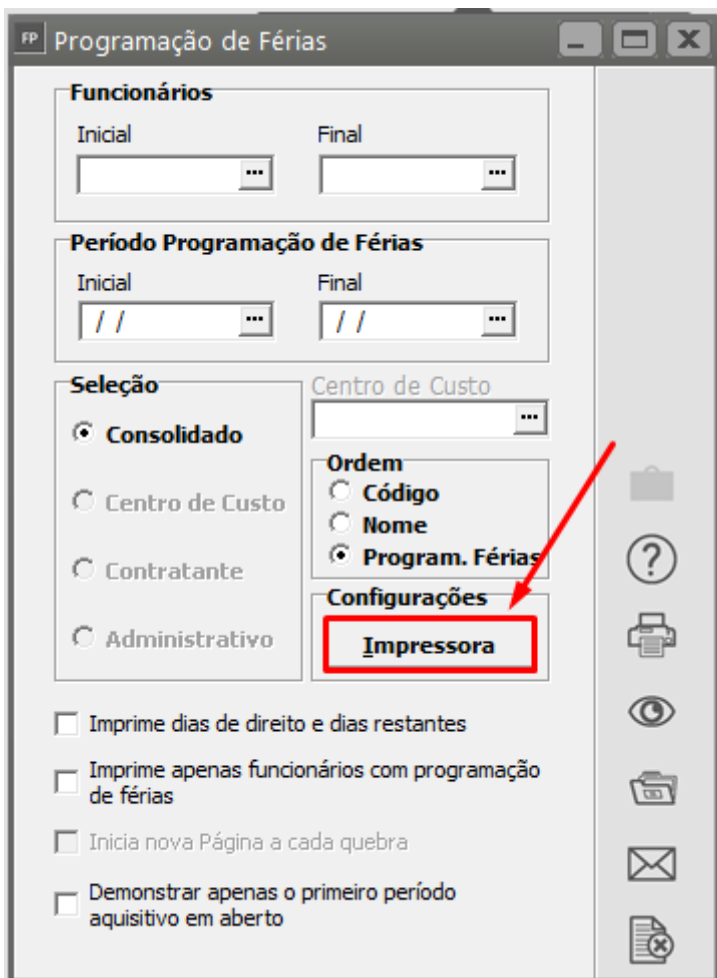 FP Programação de Férias
Funcionários
Inicial Final
... ...
Período Programação de Férias
Inicial Final
/ / ... / / ...
Seleção
Consolidado
Centro de Custo
Contratante
Administrativo
Centro de Custo
...
Ordem
Código
Nome
Program. Férias
Configurações
Impressora
Imprime dias de direito e dias restantes
Imprime apenas funcionários com programação
de férias
Inicia nova Página a cada quebra
Demonstrar apenas o primeiro período
aquisitivo em aberto